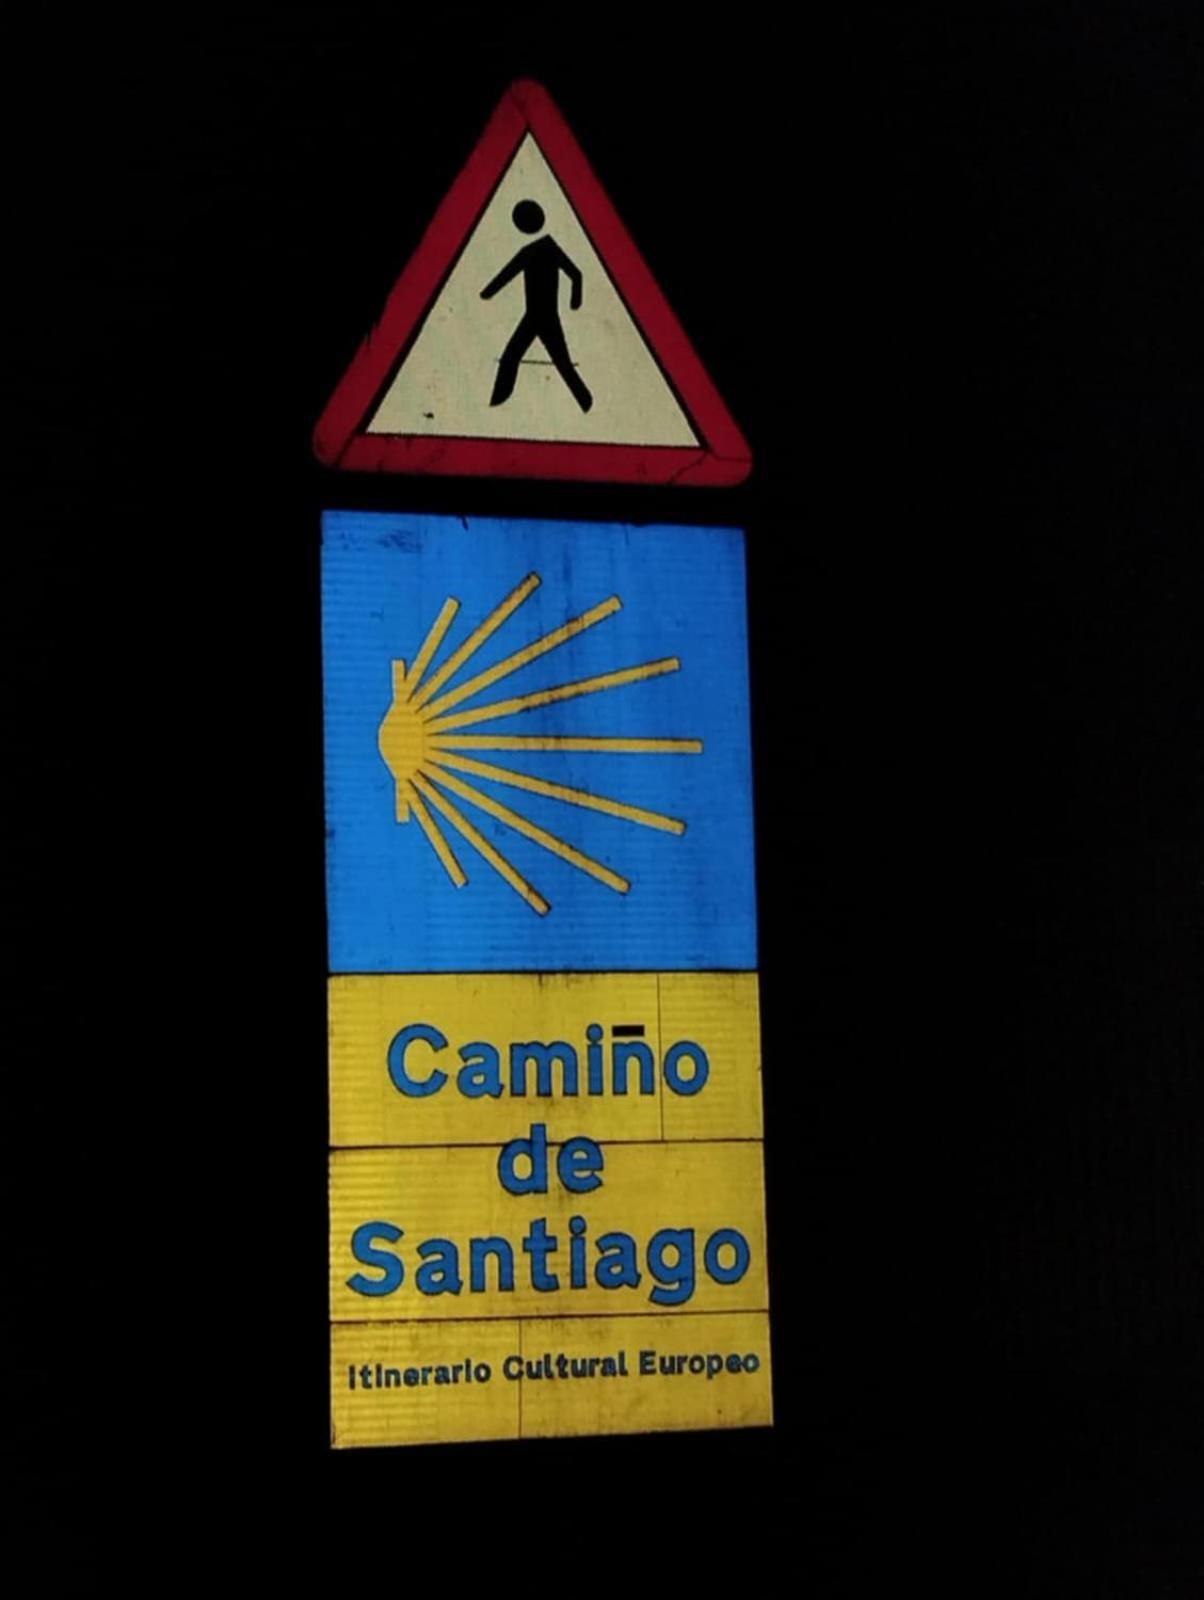 Camiño
de
Santiago
Itinerario Cultural Europeo